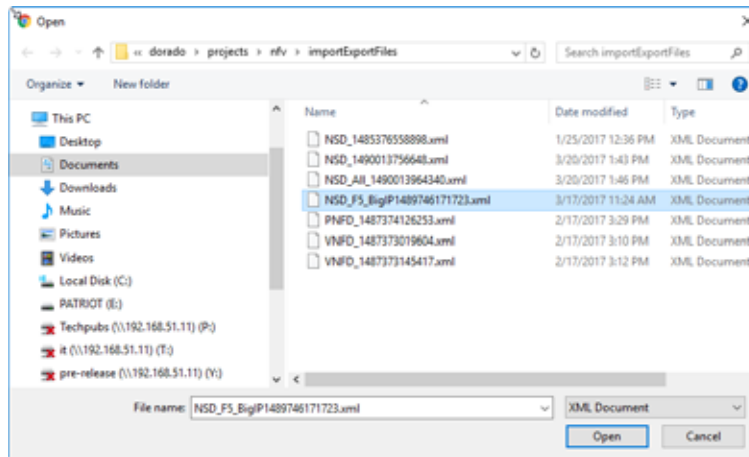 Open
« dorado › projects › nfv › importExportFiles
Search importExportFiles
Organize
New folder
Name
Date modified
Type
This PC
Desktop
Documents
Downloads
Music
Pictures
Videos
Local Disk (C:)
PATRIOT (E:)
Techpubs (\\192.168.51.11) (P:)
it (\\192.168.51.11) (T:)
pre-release (\\192.168.51.11) (Y:)
NSD_1485376558898.xml 1/25/2017 12:36 PM XML Document
NSD_1490013756648.xml 3/20/2017 1:43 PM XML Document
NSD_All_1490013964340.xml 3/20/2017 1:46 PM XML Document
NSD_F5_BigIP1489746171723.xml 3/17/2017 11:24 AM XML Document
PNFD_1487374126253.xml 2/17/2017 3:29 PM XML Document
VNFD_1487373019604.xml 2/17/2017 3:10 PM XML Document
VNFD_1487373145417.xml 2/17/2017 3:12 PM XML Document
File name: NSD_F5_BigIP1489746171723.xml
XML Document
Open
Cancel